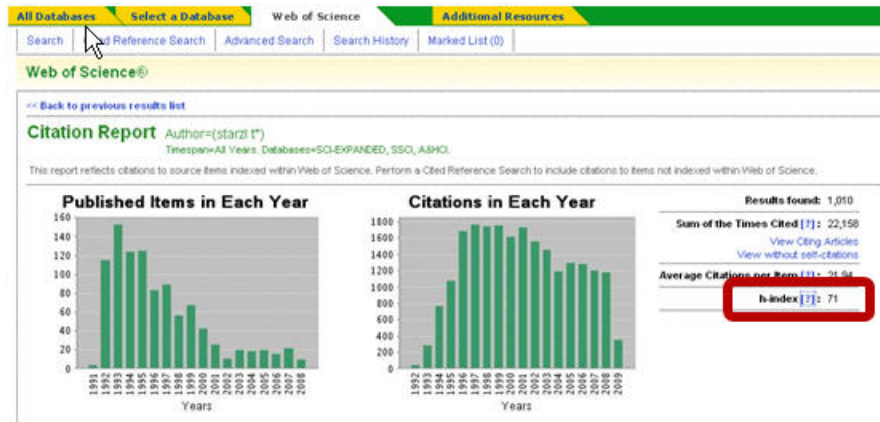 All Databases Select a Database Web of Science Additional Resources
Search Cited Reference Search Advanced Search Search History Marked List (0)
Web of Science®
<< Back to previous results list
Citation Report Author=(starzl t*)
Timespan=All Years. Databases=SCI-EXPANDED, SSCI, A&HCI.
This report reflects citations to source items indexed within Web of Science. Perform a Cited Reference Search to include citations to items not indexed within Web of Science.
Published Items in Each Year
160
140
120
100
80
60
40
20
0
1991 1992 1993 1994 1995 1996 1997 1998 1999 2000 2001 2002 2003 2004 2005 2006 2007 2008
Years
Citations in Each Year
1800
1600
1400
1200
1000
800
600
400
200
0
1992 1993 1994 1995 1996 1997 1998 1999 2000 2001 2002 2003 2004 2005 2006 2007 2008 2009
Years
Results found: 1,010
Sum of the Times Cited [?] : 22,158
View Citing Articles
View without self-citations
Average Citations per Item [?] : 21.94
h-index [?] : 71